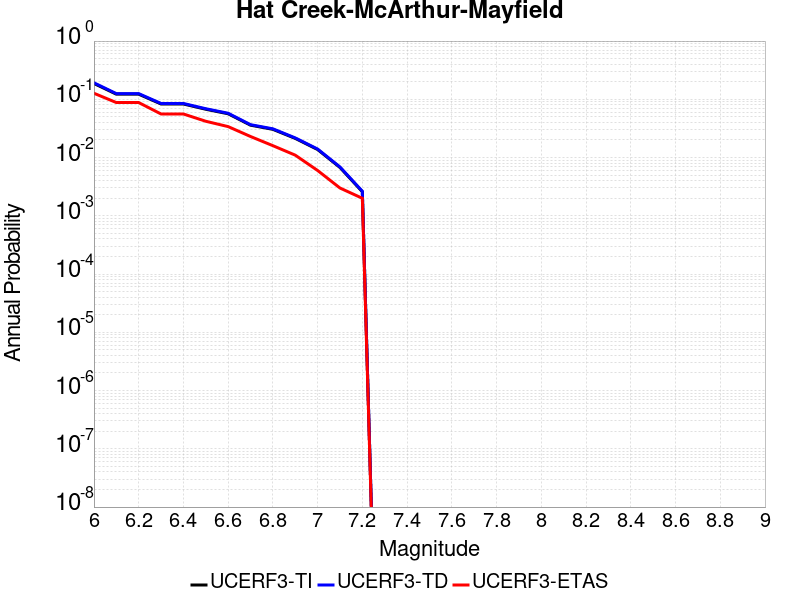 Hat Creek-McArthur-Mayfield
10^0
10^-1
10^-2
10^-3
10^-4
10^-5
10^-6
10^-7
10^-8
Annual Probability
6 6.2 6.4 6.6 6.8 7 7.2 7.4 7.6 7.8 8 8.2 8.4 8.6 8.8 9
Magnitude
UCERF3-TI UCERF3-TD UCERF3-ETAS